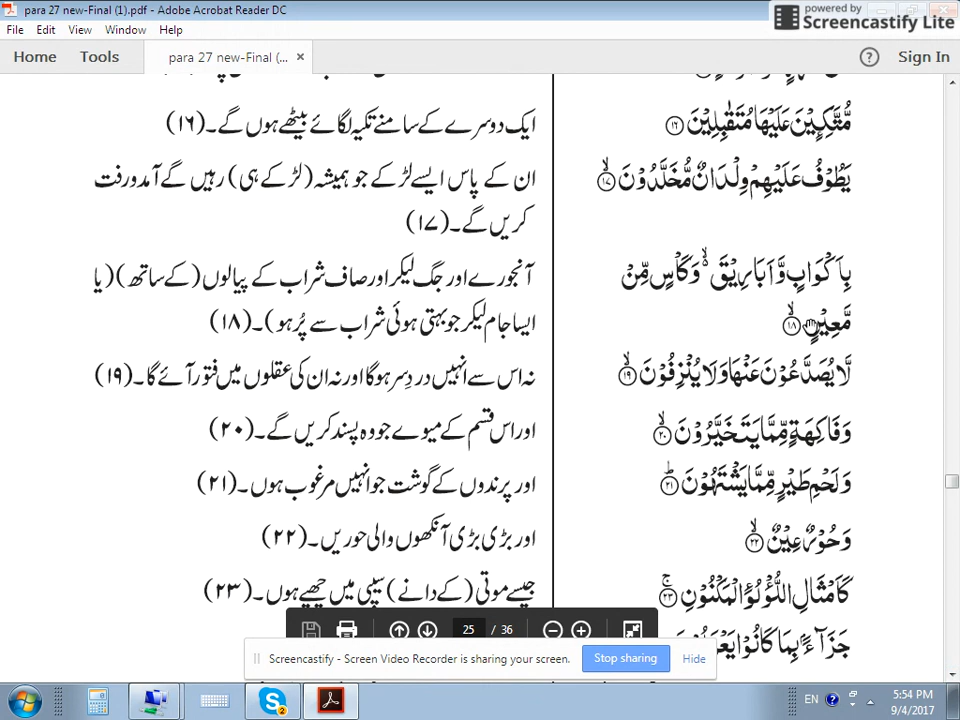 para 27 new-Final (1).pdf - Adobe Acrobat Reader DC
powered by
Screencastify Lite
File Edit View Window Help
Home Tools para 27 new-Final (... × Sign In
مُّتَّكِـِٕيْنَ عَلَيْهَا مُتَقٰبِلِيْنَ ۱۶
ایک دوسرے کے سامنے تکیہ لگائے بیٹھے ہوں گے۔(۱۶)
يَطُوْفُ عَلَيْهِمْ وِلْدَانٌ مُّخَلَّدُوْنَ ۱۷ۙ
ان کے پاس ایسے لڑکے جو ہمیشہ (لڑکے ہی) رہیں گے آمدورفت
کریں گے۔(۱۷)
بِاَكْوَابٍ وَّاَبَارِيْقَ ۙ وَكَاْسٍ مِّنْ
مَّعِيْنٍ ۱۸ۙ
آنجورے اور جگ لیکر اور صاف شراب کے پیالوں (کے ساتھ)(یا
ایسا جام لیکر جو بہتی ہوئی شراب سے پُر ہو)۔(۱۸)
لَّا يُصَدَّعُوْنَ عَنْهَا وَلَا يُنْزِفُوْنَ ۱۹ۙ
نہ اس سے انہیں دردِ سر ہوگا اور نہ ان کی عقلوں میں فتور آئے گا۔(۱۹)
وَفَاكِهَةٍ مِّمَّا يَتَخَيَّرُوْنَ ۲۰ۙ
اور اس قسم کے میوے جو وہ پسند کریں گے۔(۲۰)
وَلَحْمِ طَيْرٍ مِّمَّا يَشْتَهُوْنَ ۲۱ؕ
اور پرندوں کے گوشت جو انہیں مرغوب ہوں۔(۲۱)
وَحُوْرٌ عِيْنٌ ۲۲ۙ
اور بڑی بڑی آنکھوں والی حوریں۔(۲۲)
كَاَمْثَالِ اللُّؤْلُؤِ الْمَكْنُوْنِ ۲۳ۚ
جیسے موتی (کے دانے) سیپی میں چھپے ہوں۔(۲۳)
جَزَآءًۢ بِمَا كَانُوْا
25 / 36
Screencastify - Screen Video Recorder is sharing your screen. Stop sharing Hide
2
EN
5:54 PM
9/4/2017